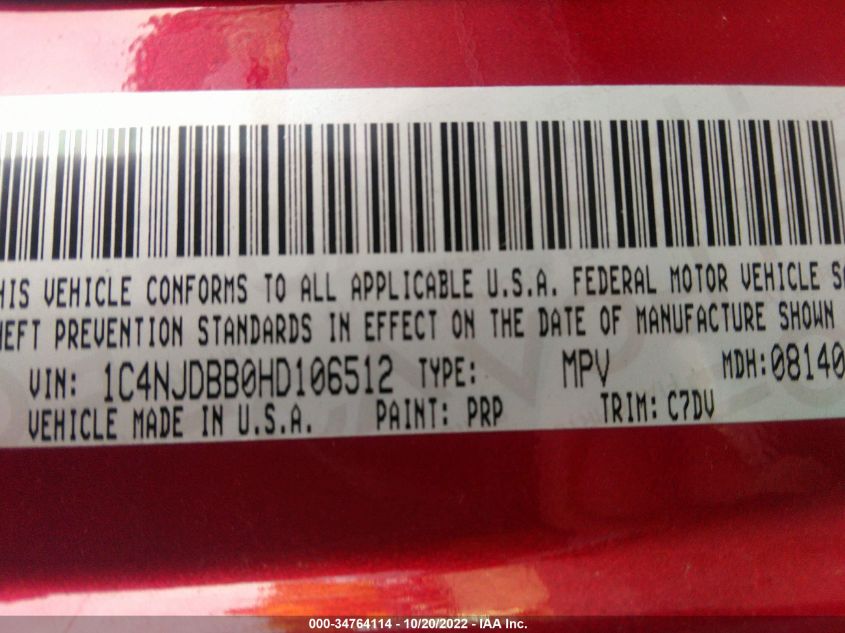 HIS VEHICLE CONFORMS TO ALL APPLICABLE U.S.A. FEDERAL MOTOR VEHICLE SA
HEFT PREVENTION STANDARDS IN EFFECT ON THE DATE OF MANUFACTURE SHOWN
VIN: 1C4NJDBB0HD106512 TYPE: MPV MDH:08140
VEHICLE MADE IN U.S.A. PAINT: PRP TRIM: C7DV
000-34764114 - 10/20/2022 - IAA Inc.